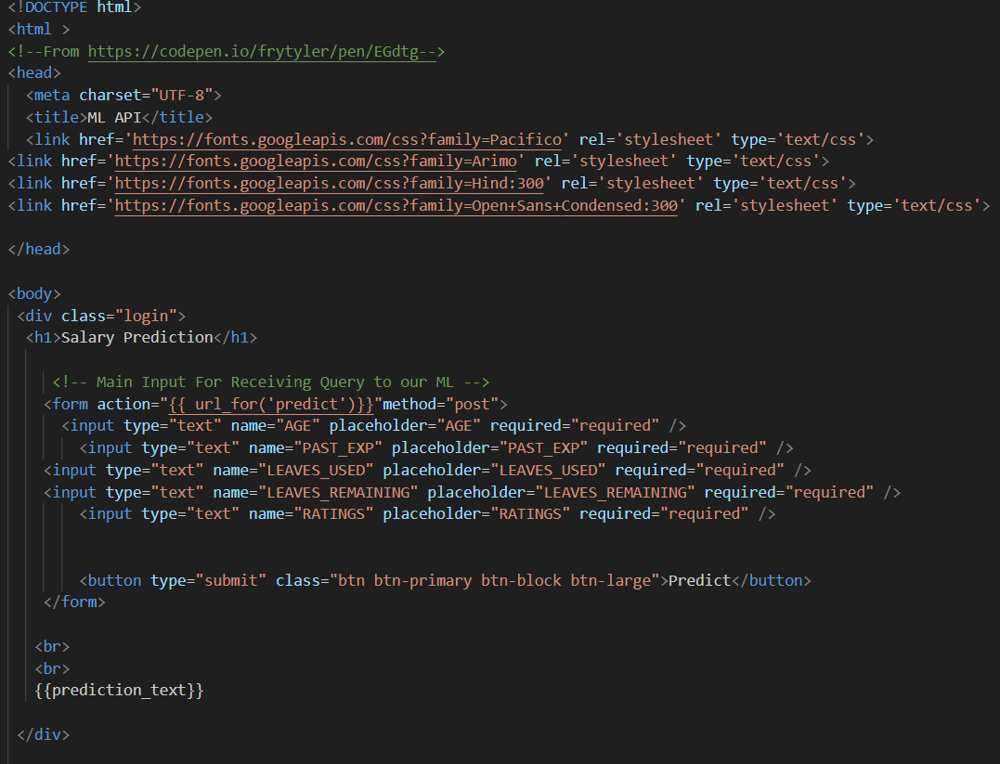 <!DOCTYPE html>
<html >
<!--From https://codepen.io/frytyler/pen/EGdtg-->
<head>
<meta charset="UTF-8">
<title>ML API</title>
<link href='https://fonts.googleapis.com/css?family=Pacifico' rel='stylesheet' type='text/css'>
<link href='https://fonts.googleapis.com/css?family=Arimo' rel='stylesheet' type='text/css'>
<link href='https://fonts.googleapis.com/css?family=Hind:300' rel='stylesheet' type='text/css'>
<link href='https://fonts.googleapis.com/css?family=Open+Sans+Condensed:300' rel='stylesheet' type='text/css'>
</head>
<body>
<div class="login">
<h1>Salary Prediction</h1>
<!-- Main Input For Receiving Query to our ML -->
<form action="{{ url_for('predict')}}"method="post">
<input type="text" name="AGE" placeholder="AGE" required="required" />
<input type="text" name="PAST_EXP" placeholder="PAST_EXP" required="required" />
<input type="text" name="LEAVES_USED" placeholder="LEAVES_USED" required="required" />
<input type="text" name="LEAVES_REMAINING" placeholder="LEAVES_REMAINING" required="required" />
<input type="text" name="RATINGS" placeholder="RATINGS" required="required" />
<button type="submit" class="btn btn-primary btn-block btn-large">Predict</button>
</form>
<br>
<br>
{{prediction_text}}
</div>